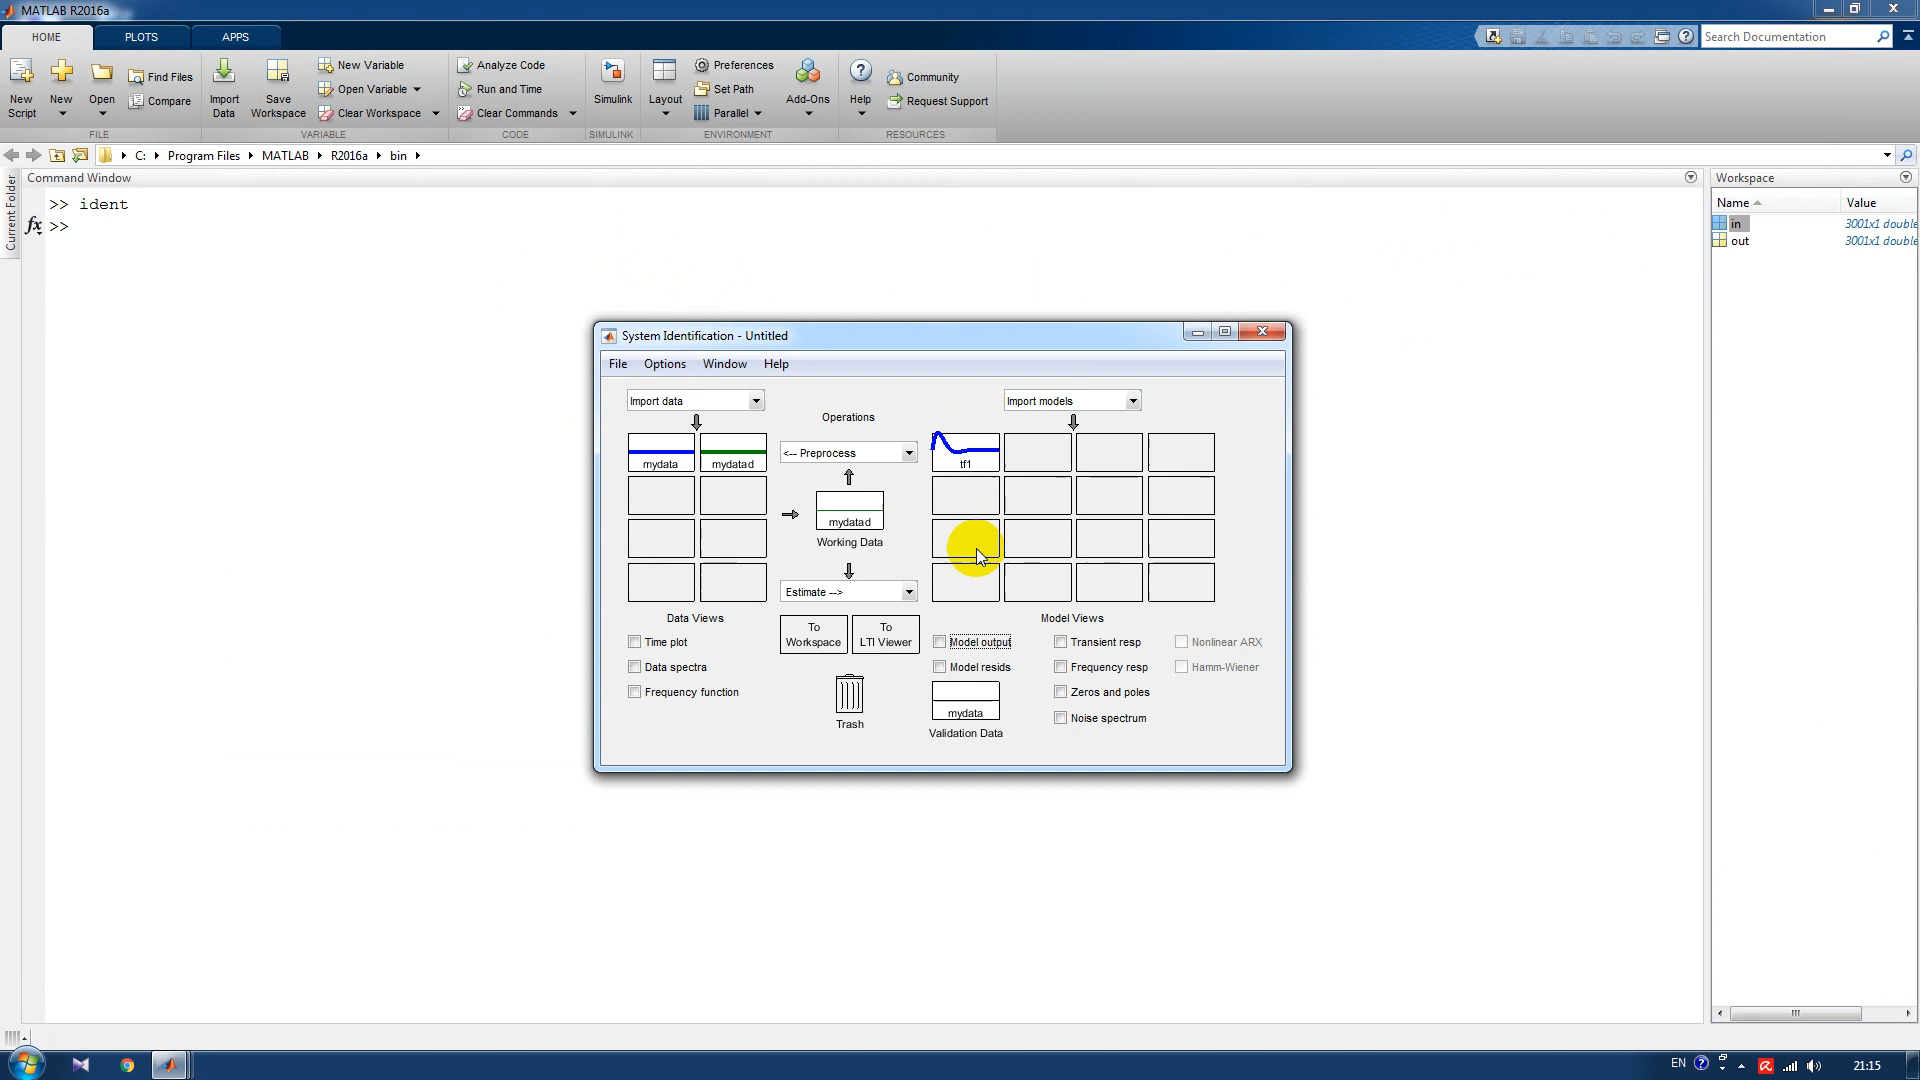 MATLAB R2016a
HOME PLOTS APPS
Search Documentation
New Script
New
Open
Find Files
Compare
Import Data
Save Workspace
New Variable
Open Variable
Clear Workspace
Analyze Code
Run and Time
Clear Commands
Simulink
Layout
Preferences
Set Path
Parallel
Add-Ons
Help
Community
Request Support
FILE VARIABLE CODE SIMULINK ENVIRONMENT RESOURCES
C: Program Files MATLAB R2016a bin
Current Folder
Command Window
>> ident
fx >>
Workspace
Name Value
in 3001x1 double
out 3001x1 double
System Identification - Untitled
File Options Window Help
Import data
Import models
Operations
<-- Preprocess
mydata mydatad
tf1
mydatad
Working Data
Estimate -->
Data Views
Model Views
To Workspace
To LTI Viewer
Time plot
Data spectra
Frequency function
Trash
Model output
Model resids
mydata
Validation Data
Transient resp
Frequency resp
Zeros and poles
Noise spectrum
Nonlinear ARX
Hamm-Wiener
EN 21:15